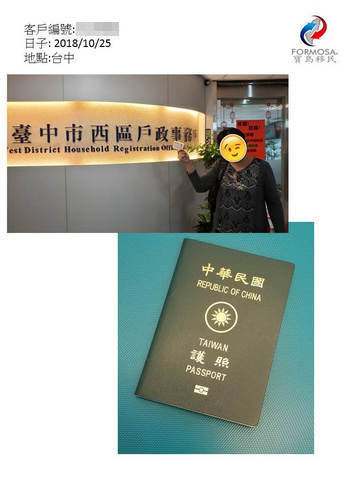 客戶編號:
日子: 2018/10/25
地點:台中
FORMOSA
寶島移民
臺中市西區戶政事務
West District Household Registration Offi
中華民國
REPUBLIC OF CHINA
TAIWAN
護照
PASSPORT